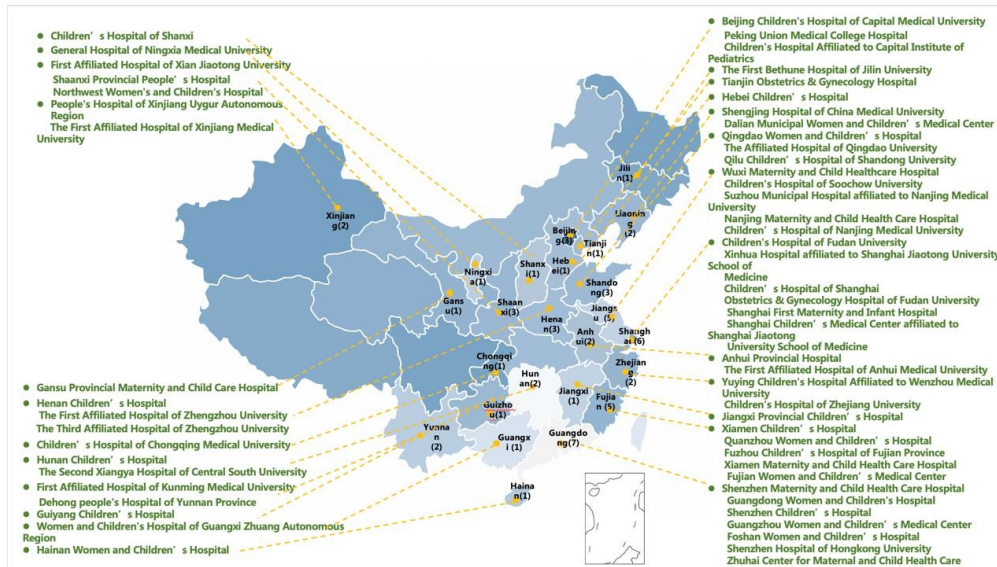 Children's Hospital of Shanxi
General Hospital of Ningxia Medical University
First Affiliated Hospital of Xian Jiaotong University
Shaanxi Provincial People's Hospital
Northwest Women's and Children's Hospital
People's Hospital of Xinjiang Uygur Autonomous
Region
The First Affiliated Hospital of Xinjiang Medical
University
Gansu Provincial Maternity and Child Care Hospital
Henan Children's Hospital
The First Affiliated Hospital of Zhengzhou University
The Third Affiliated Hospital of Zhengzhou University
Children's Hospital of Chongqing Medical University
Hunan Children's Hospital
The Second Xiangya Hospital of Central South University
First Affiliated Hospital of Kunming Medical University
Dehong people's Hospital of Yunnan Province
Guiyang Children's Hospital
Women and Children's Hospital of Guangxi Zhuang Autonomous
Region
Hainan Women and Children's Hospital
Xinjian
g(2)
Gans
u(1)
Ningxi
a(1)
Shaan
xi(3)
Shanx
i(1)
Jili
n(1)
Liaonin
g
(2)
Beijin
g(3)
Tianji
n(1)
Heb
ei(1)
Shando
ng(3)
Hena
n(3)
Jiangs
u (5)
Anh
ui(2)
Shangh
ai(6)
Chongqi
ng(1)
Hun
an(2)
Zhejian
g
(2)
Jiangxi
(1)
Fujia
n (5)
Guizho
u(1)
Yunna
n
(2)
Guangx
i (1)
Guangdo
ng(7)
Haina
n(1)
Beijing Children's Hospital of Capital Medical University
Peking Union Medical College Hospital
Children's Hospital Affiliated to Capital Institute of
Pediatrics
The First Bethune Hospital of Jilin University
Tianjin Obstetrics & Gynecology Hospital
Hebei Children's Hospital
Shengjing Hospital of China Medical University
Dalian Municipal Women and Children's Medical Center
Qingdao Women and Children's Hospital
The Affiliated Hospital of Qingdao University
Qilu Children's Hospital of Shandong University
Wuxi Maternity and Child Healthcare Hospital
Children's Hospital of Soochow University
Suzhou Municipal Hospital affiliated to Nanjing Medical
University
Nanjing Maternity and Child Health Care Hospital
Children's Hospital of Nanjing Medical University
Children's Hospital of Fudan University
Xinhua Hospital affiliated to Shanghai Jiaotong University
School of
Medicine
Children's Hospital of Shanghai
Obstetrics & Gynecology Hospital of Fudan University
Shanghai First Maternity and Infant Hospital
Shanghai Children's Medical Center affiliated to
Shanghai Jiaotong
University School of Medicine
Anhui Provincial Hospital
The First Affiliated Hospital of Anhui Medical University
Yuying Children's Hospital Affiliated to Wenzhou Medical
University
Children's Hospital of Zhejiang University
Jiangxi Provincial Children's Hospital
Xiamen Children's Hospital
Quanzhou Women and Children's Hospital
Fuzhou Children's Hospital of Fujian Province
Xiamen Maternity and Child Health Care Hospital
Fujian Women and Children's Medical Center
Shenzhen Maternity and Child Health Care Hospital
Guangdong Women and Children's Hospital
Shenzhen Children's Hospital
Guangzhou Women and Children's Medical Center
Foshan Women and Children's Hospital
Shenzhen Hospital of Hongkong University
Zhuhai Center for Maternal and Child Health Care